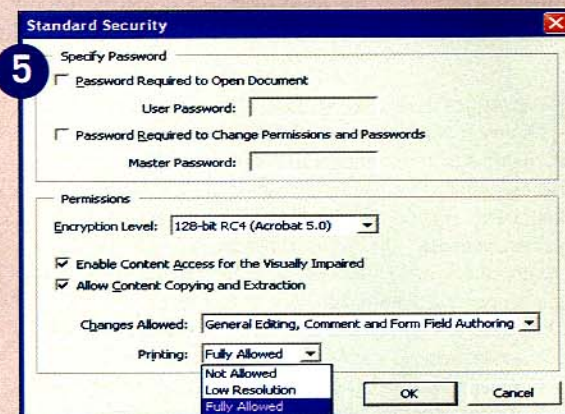 Standard Security
5
Specify Password
Password Required to Open Document
User Password:
Password Required to Change Permissions and Passwords
Master Password:
Permissions
Encryption Level: 128-bit RC4 (Acrobat 5.0)
Enable Content Access for the Visually Impaired
Allow Content Copying and Extraction
Changes Allowed: General Editing, Comment and Form Field Authoring
Printing: Fully Allowed
Not Allowed
Low Resolution
Fully Allowed
OK Cancel